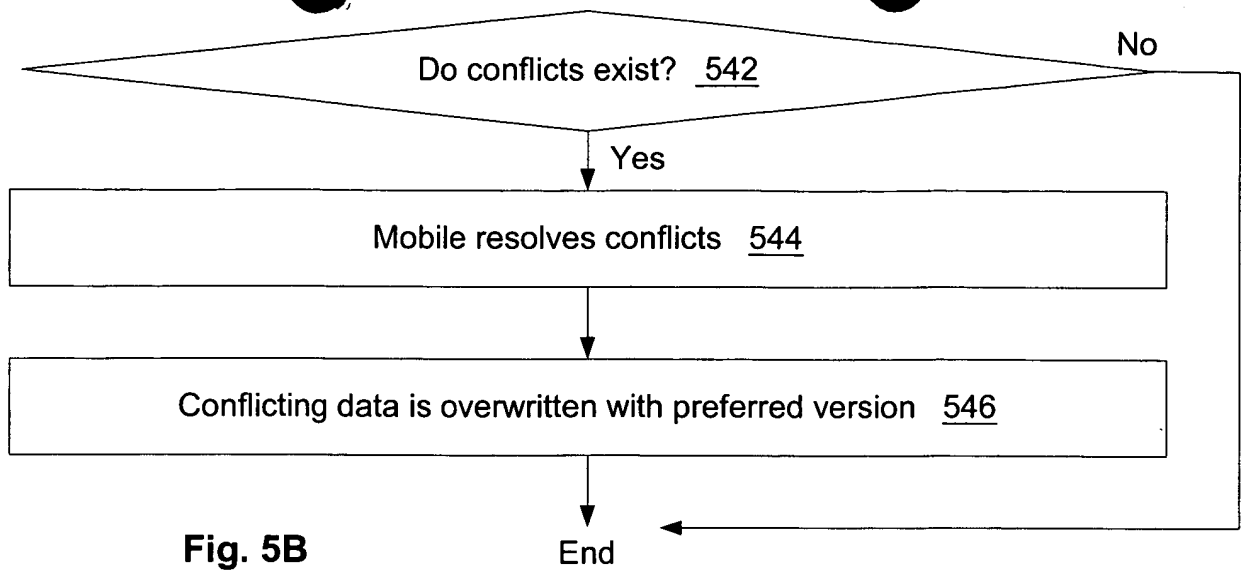 No
Do conflicts exist? 542
Yes
Mobile resolves conflicts 544
Conflicting data is overwritten with preferred version 546
Fig. 5B
End